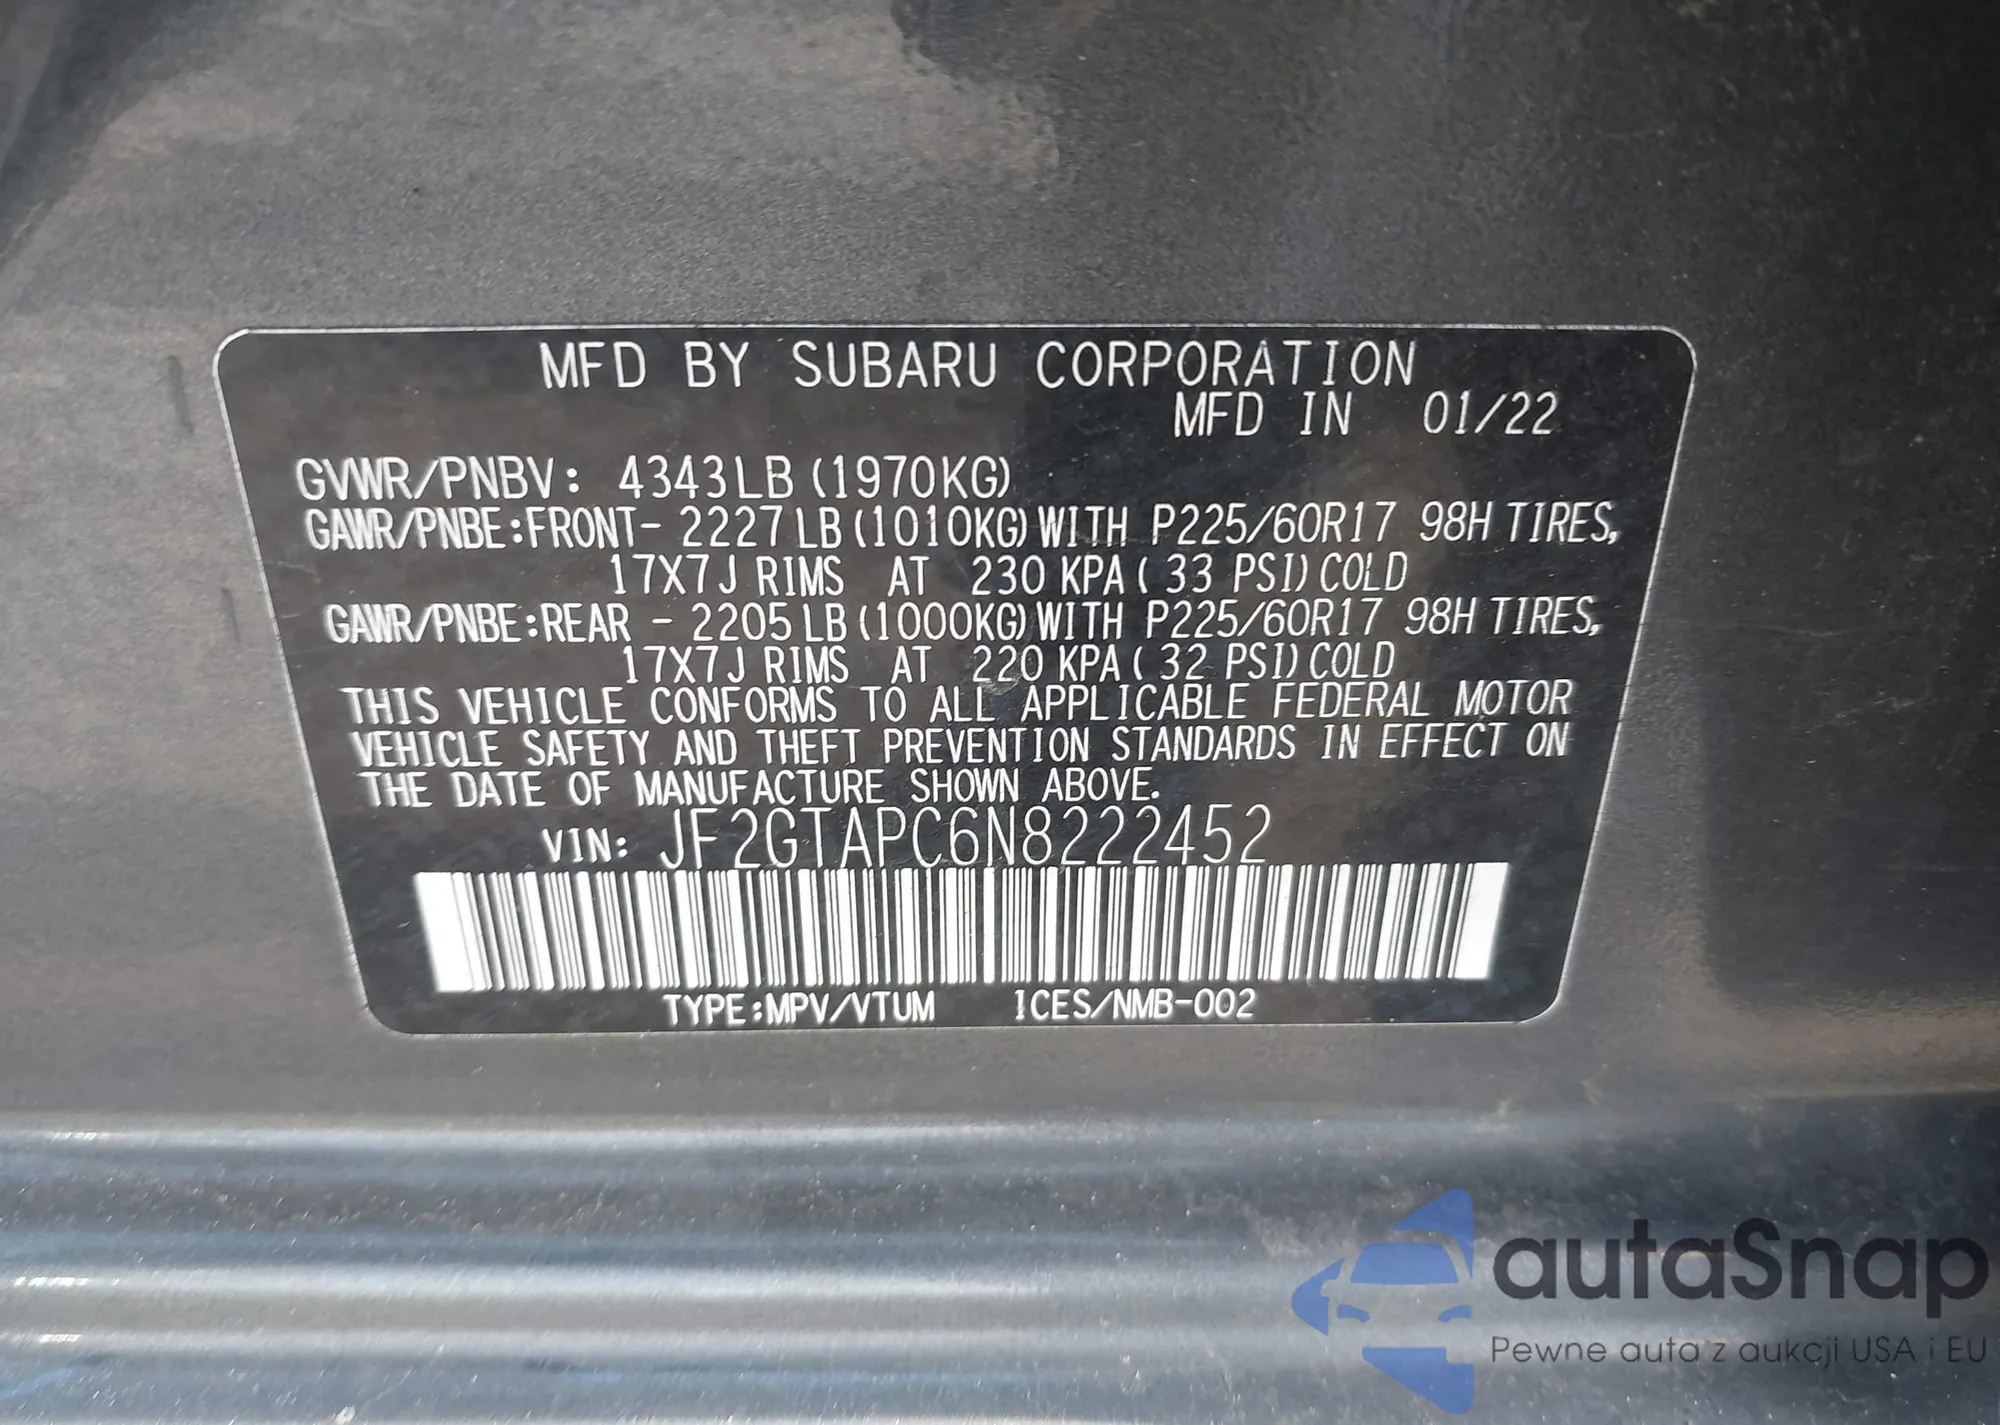 MFD BY SUBARU CORPORATION
MFD IN 01/22
GVWR/PNBV: 4343LB (1970KG)
GAWR/PNBE:FRONT- 2227LB(1010KG)WITH P225/60R17 98H TIRES,
17X7J RIMS AT 230 KPA( 33 PSI)COLD
GAWR/PNBE:REAR - 2205LB(1000KG)WITH P225/60R17 98H TIRES,
17X7J RIMS AT 220 KPA( 32 PSI)COLD
THIS VEHICLE CONFORMS TO ALL APPLICABLE FEDERAL MOTOR
VEHICLE SAFETY AND THEFT PREVENTION STANDARDS IN EFFECT ON
THE DATE OF MANUFACTURE SHOWN ABOVE.
VIN: JF2GTAPC6N8222452
TYPE:MPV/VTUM ICES/NMB-002
autaSnap
Pewne auta z aukcji USA i EU